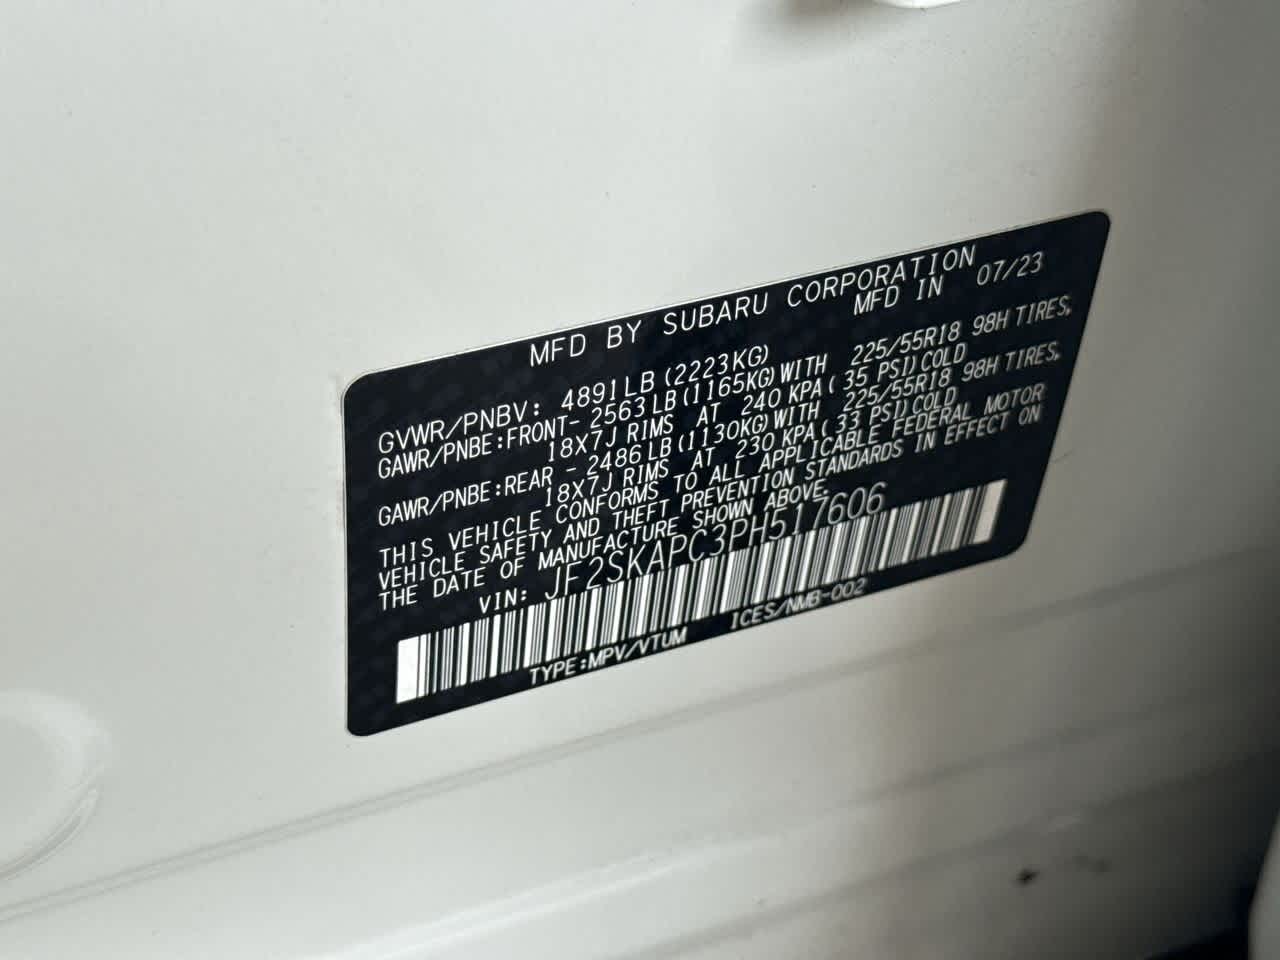 MFD BY SUBARU CORPORATION
MFD IN 07/23
GVWR/PNBV: 4891LB (2223KG)
GAWR/PNBE:FRONT- 2563LB(1165KG)WITH 225/55R18 98H TIRES,
18X7J RIMS AT 240 KPA( 35 PSI)COLD
GAWR/PNBE:REAR - 2486LB(1130KG)WITH 225/55R18 98H TIRES,
18X7J RIMS AT 230 KPA( 33 PSI)COLD
THIS VEHICLE CONFORMS TO ALL APPLICABLE FEDERAL MOTOR
VEHICLE SAFETY AND THEFT PREVENTION STANDARDS IN EFFECT ON
THE DATE OF MANUFACTURE SHOWN ABOVE.
VIN: JF2SKAPC3PH517606
TYPE:MPV/VTUM ICES/NMB-002